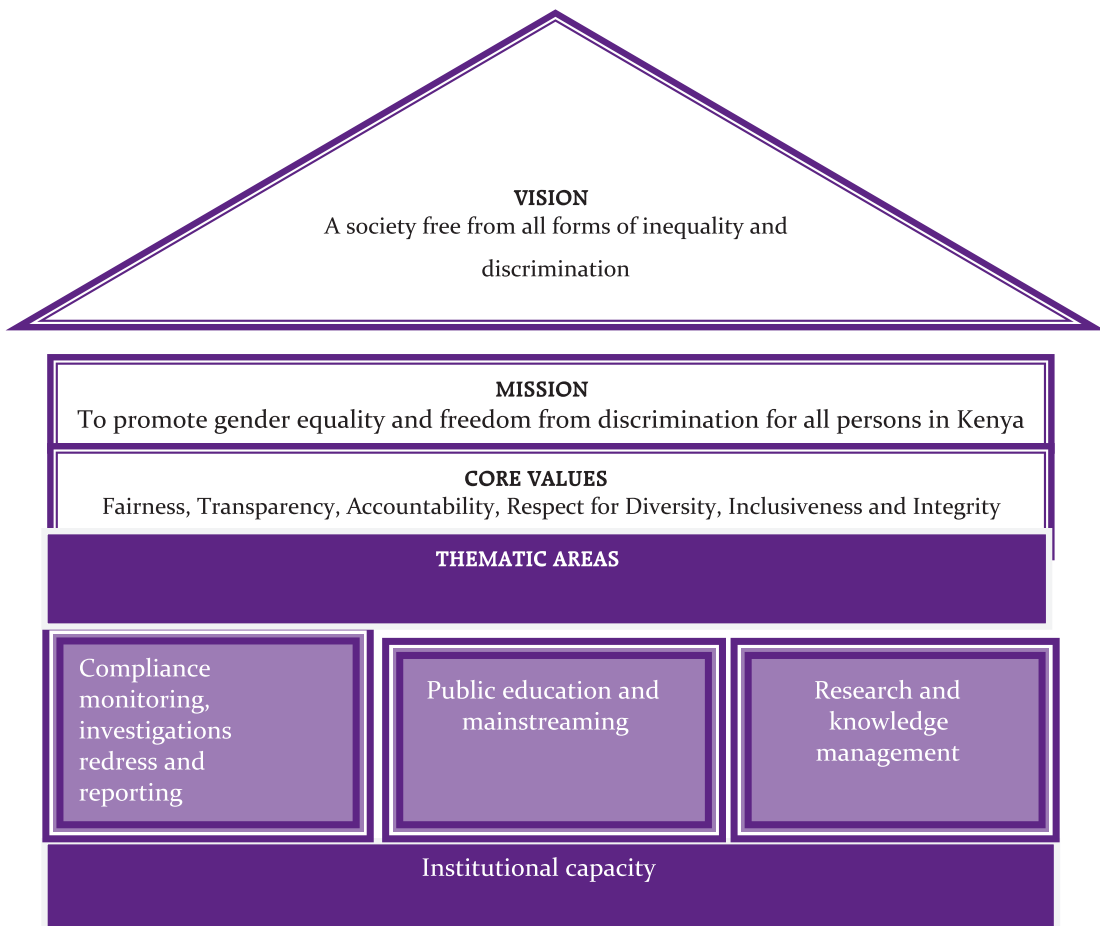 VISION
A society free from all forms of inequality and
discrimination
MISSION
To promote gender equality and freedom from discrimination for all persons in Kenya
CORE VALUES
Fairness, Transparency, Accountability, Respect for Diversity, Inclusiveness and Integrity
THEMATIC AREAS
Compliance
monitoring,
investigations
redress and
reporting
Public education and
mainstreaming
Research and
knowledge
management
Institutional capacity